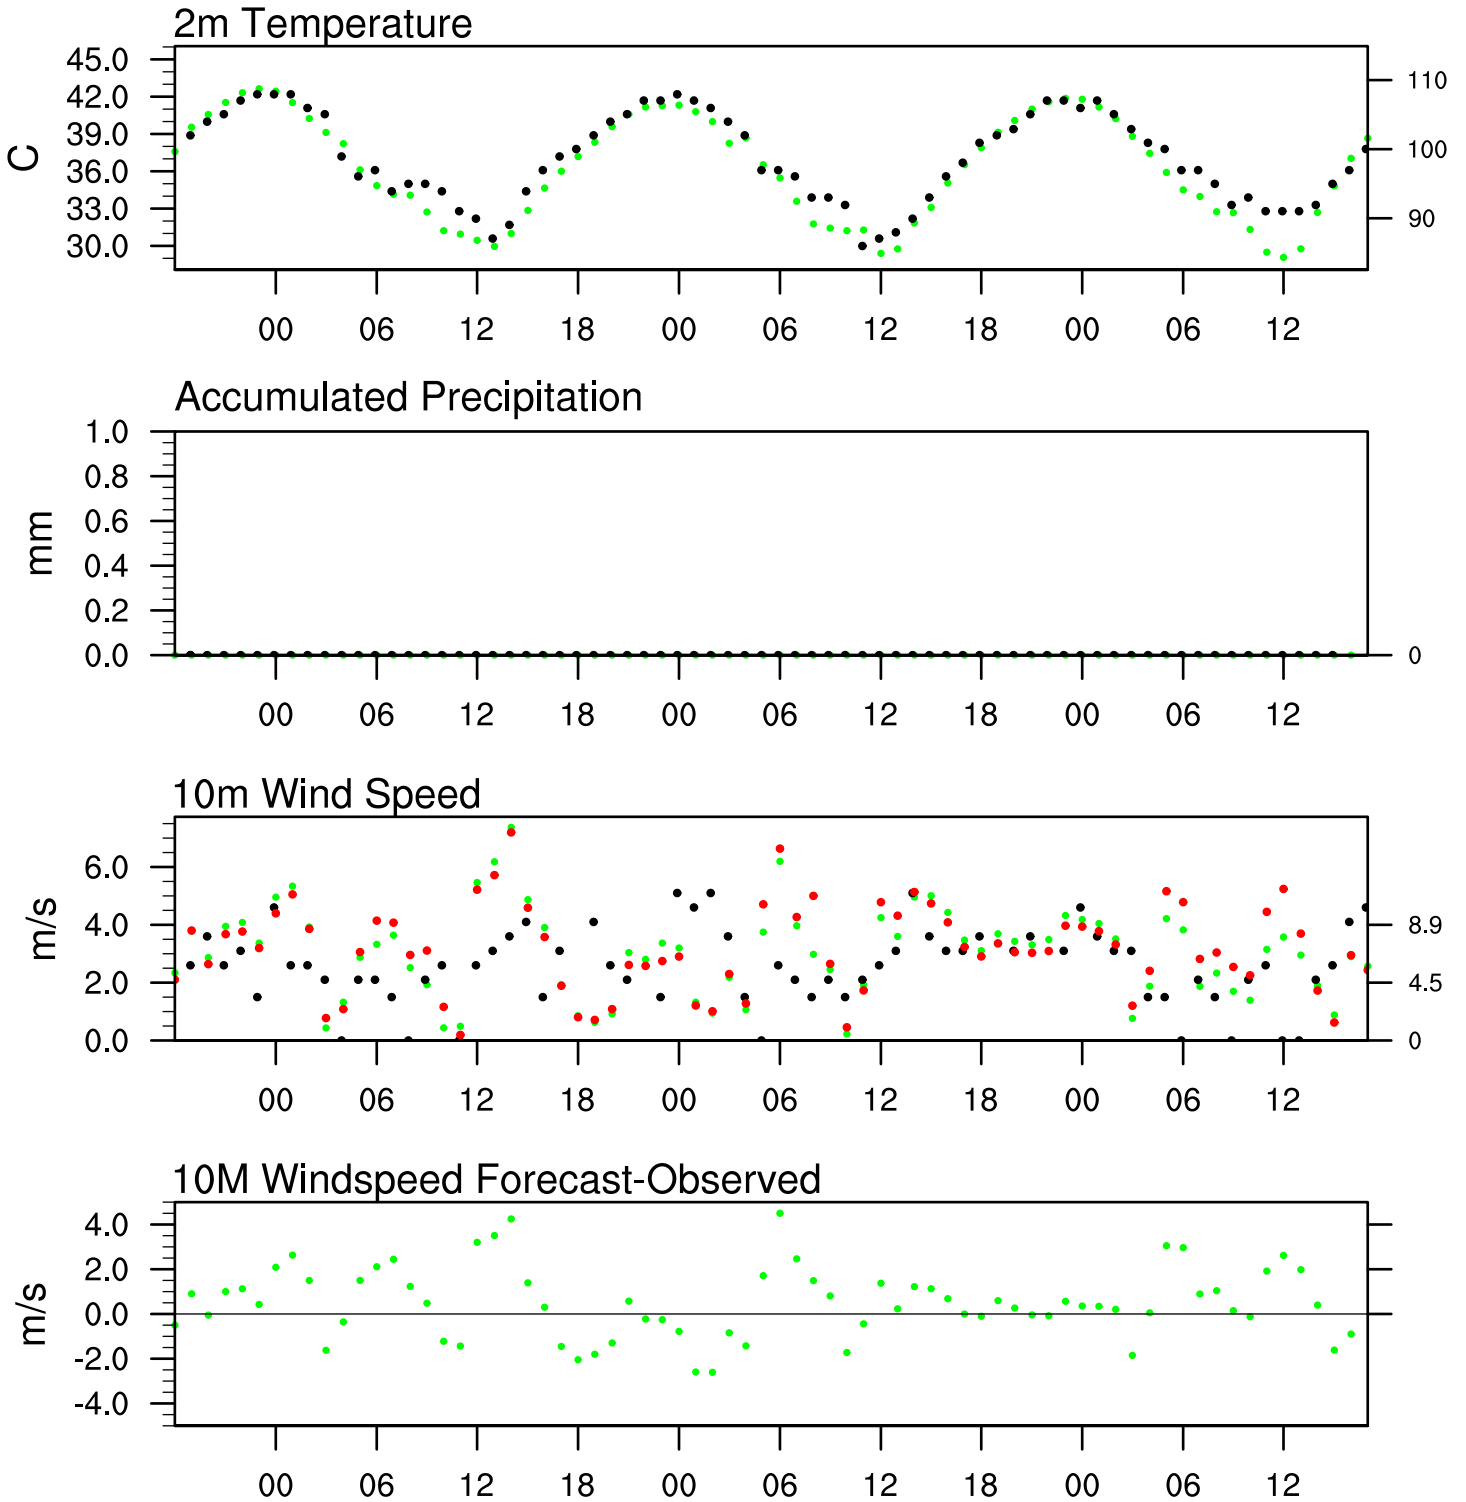 2m Temperature
45.0
42.0
39.0
36.0
33.0
30.0
C
110
100
90
00 06 12 18 00 06 12 18 00 06 12
Accumulated Precipitation
1.0
0.8
0.6
0.4
0.2
0.0
mm
0
00 06 12 18 00 06 12 18 00 06 12
10m Wind Speed
6.0
4.0
2.0
0.0
m/s
8.9
4.5
0
00 06 12 18 00 06 12 18 00 06 12
10M Windspeed Forecast-Observed
4.0
2.0
0.0
-2.0
-4.0
m/s
00 06 12 18 00 06 12 18 00 06 12